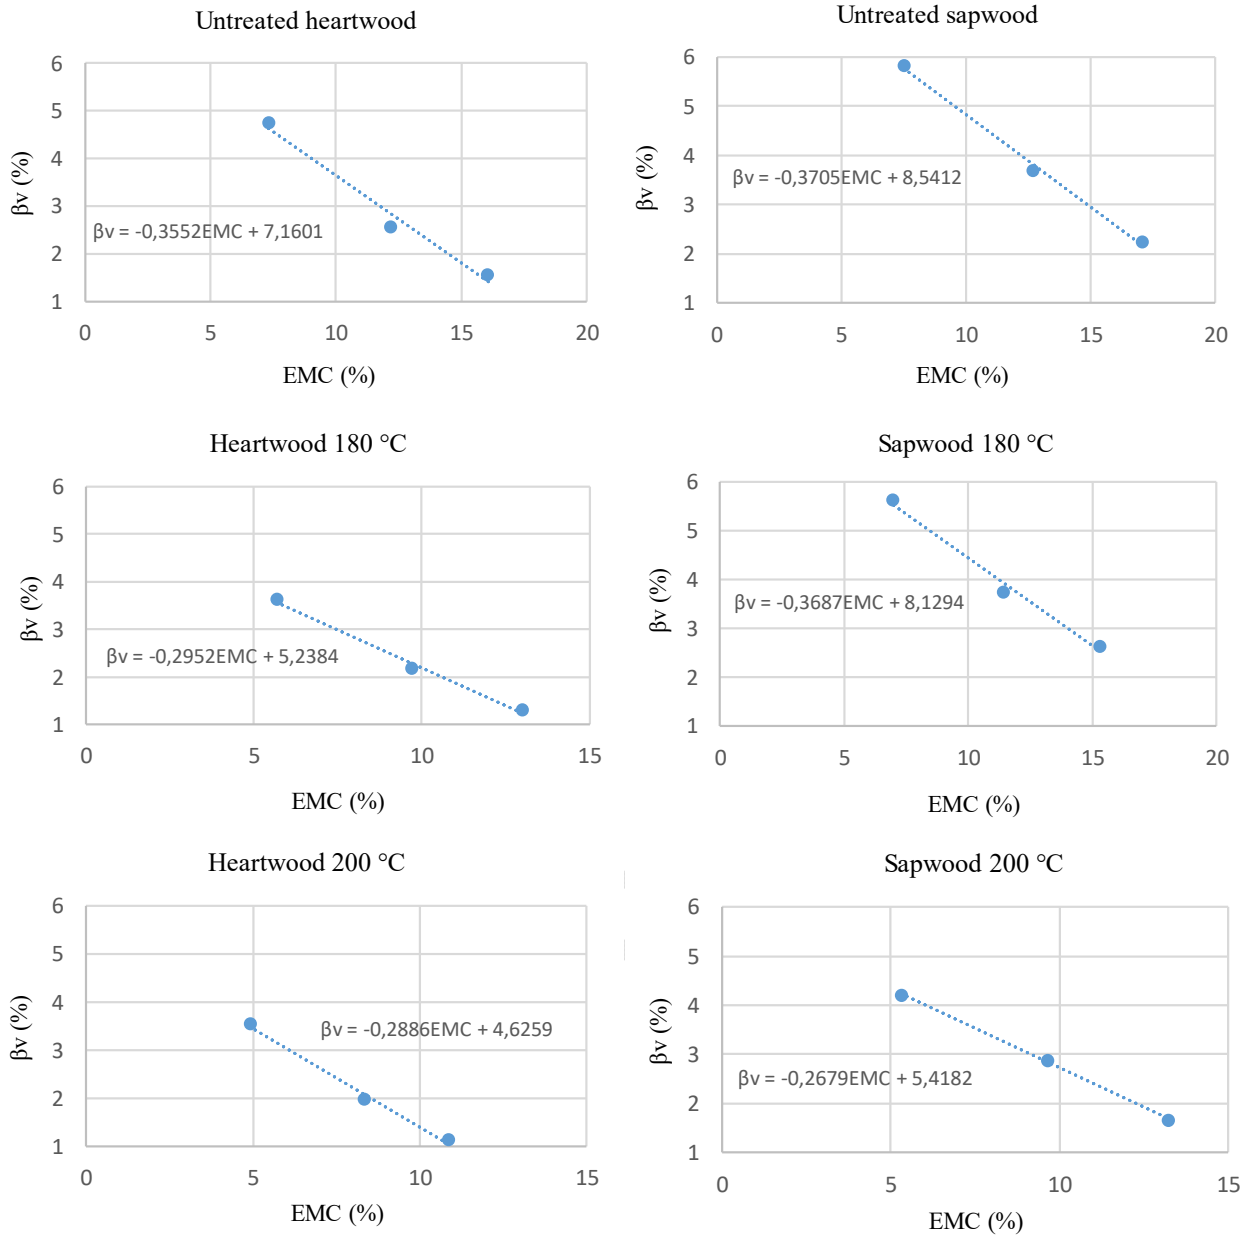 Untreated heartwood
6
5
4
3
2
1
βv (%)
βv = -0,3552EMC + 7,1601
0 5 10 15 20
EMC (%)
Untreated sapwood
6
5
4
3
2
1
βv (%)
βv = -0,3705EMC + 8,5412
0 5 10 15 20
EMC (%)
Heartwood 180 °C
6
5
4
3
2
1
βv (%)
βv = -0,2952EMC + 5,2384
0 5 10 15
EMC (%)
Sapwood 180 °C
6
5
4
3
2
1
βv (%)
βv = -0,3687EMC + 8,1294
0 5 10 15 20
EMC (%)
Heartwood 200 °C
6
5
4
3
2
1
βv (%)
βv = -0,2886EMC + 4,6259
0 5 10 15
EMC (%)
Sapwood 200 °C
6
5
4
3
2
1
βv (%)
βv = -0,2679EMC + 5,4182
0 5 10 15
EMC (%)